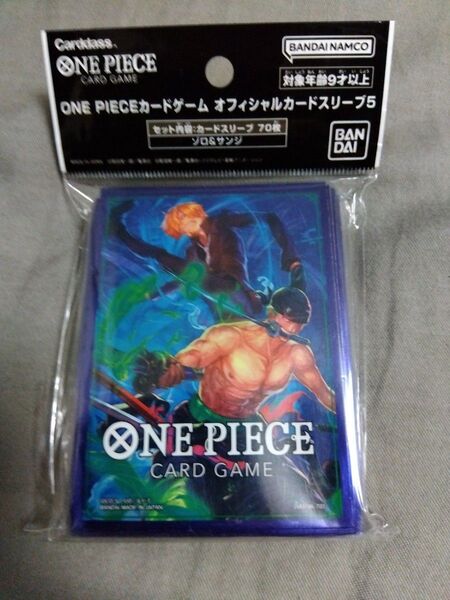 Carddass
ONE PIECE
CARD GAME
BANDAI NAMCO
対象年齢9才以上
ONE PIECEカードゲーム オフィシャルカードスリーブ5
セット内容:カードスリーブ 70枚
ゾロ&サンジ
BAN
DAI
ONE PIECE
CARD GAME
BANDAI MADE IN JAPAN